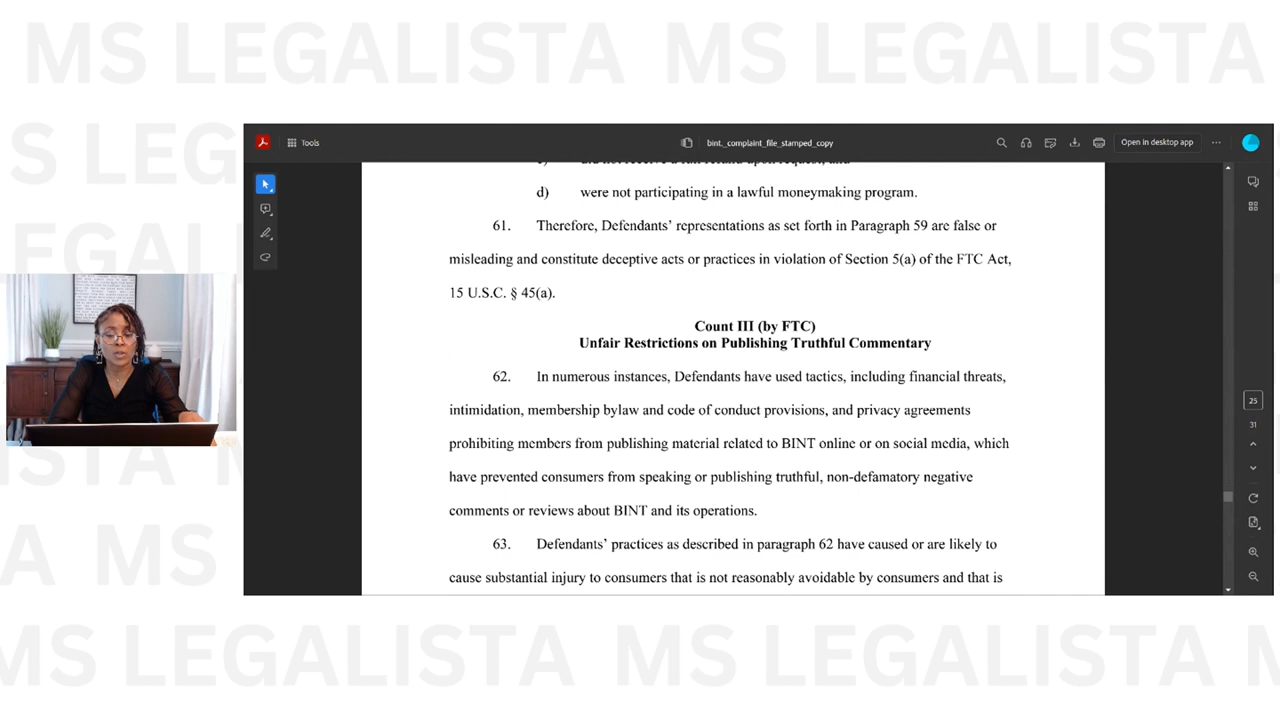 MS LEGALISTA MS LEGALISTA
S LEG
Tools
bint._complaint_file_stamped_copy
Open in desktop app
d) were not participating in a lawful moneymaking program.
61. Therefore, Defendants' representations as set forth in Paragraph 59 are false or
misleading and constitute deceptive acts or practices in violation of Section 5(a) of the FTC Act,
15 U.S.C. § 45(a).
Count III (by FTC)
Unfair Restrictions on Publishing Truthful Commentary
62. In numerous instances, Defendants have used tactics, including financial threats,
intimidation, membership bylaw and code of conduct provisions, and privacy agreements
prohibiting members from publishing material related to BINT online or on social media, which
have prevented consumers from speaking or publishing truthful, non-defamatory negative
comments or reviews about BINT and its operations.
63. Defendants' practices as described in paragraph 62 have caused or are likely to
cause substantial injury to consumers that is not reasonably avoidable by consumers and that is
25
31
EGALI
ISTA M
A MS
MS LEGALISTA MS LEGALISTA